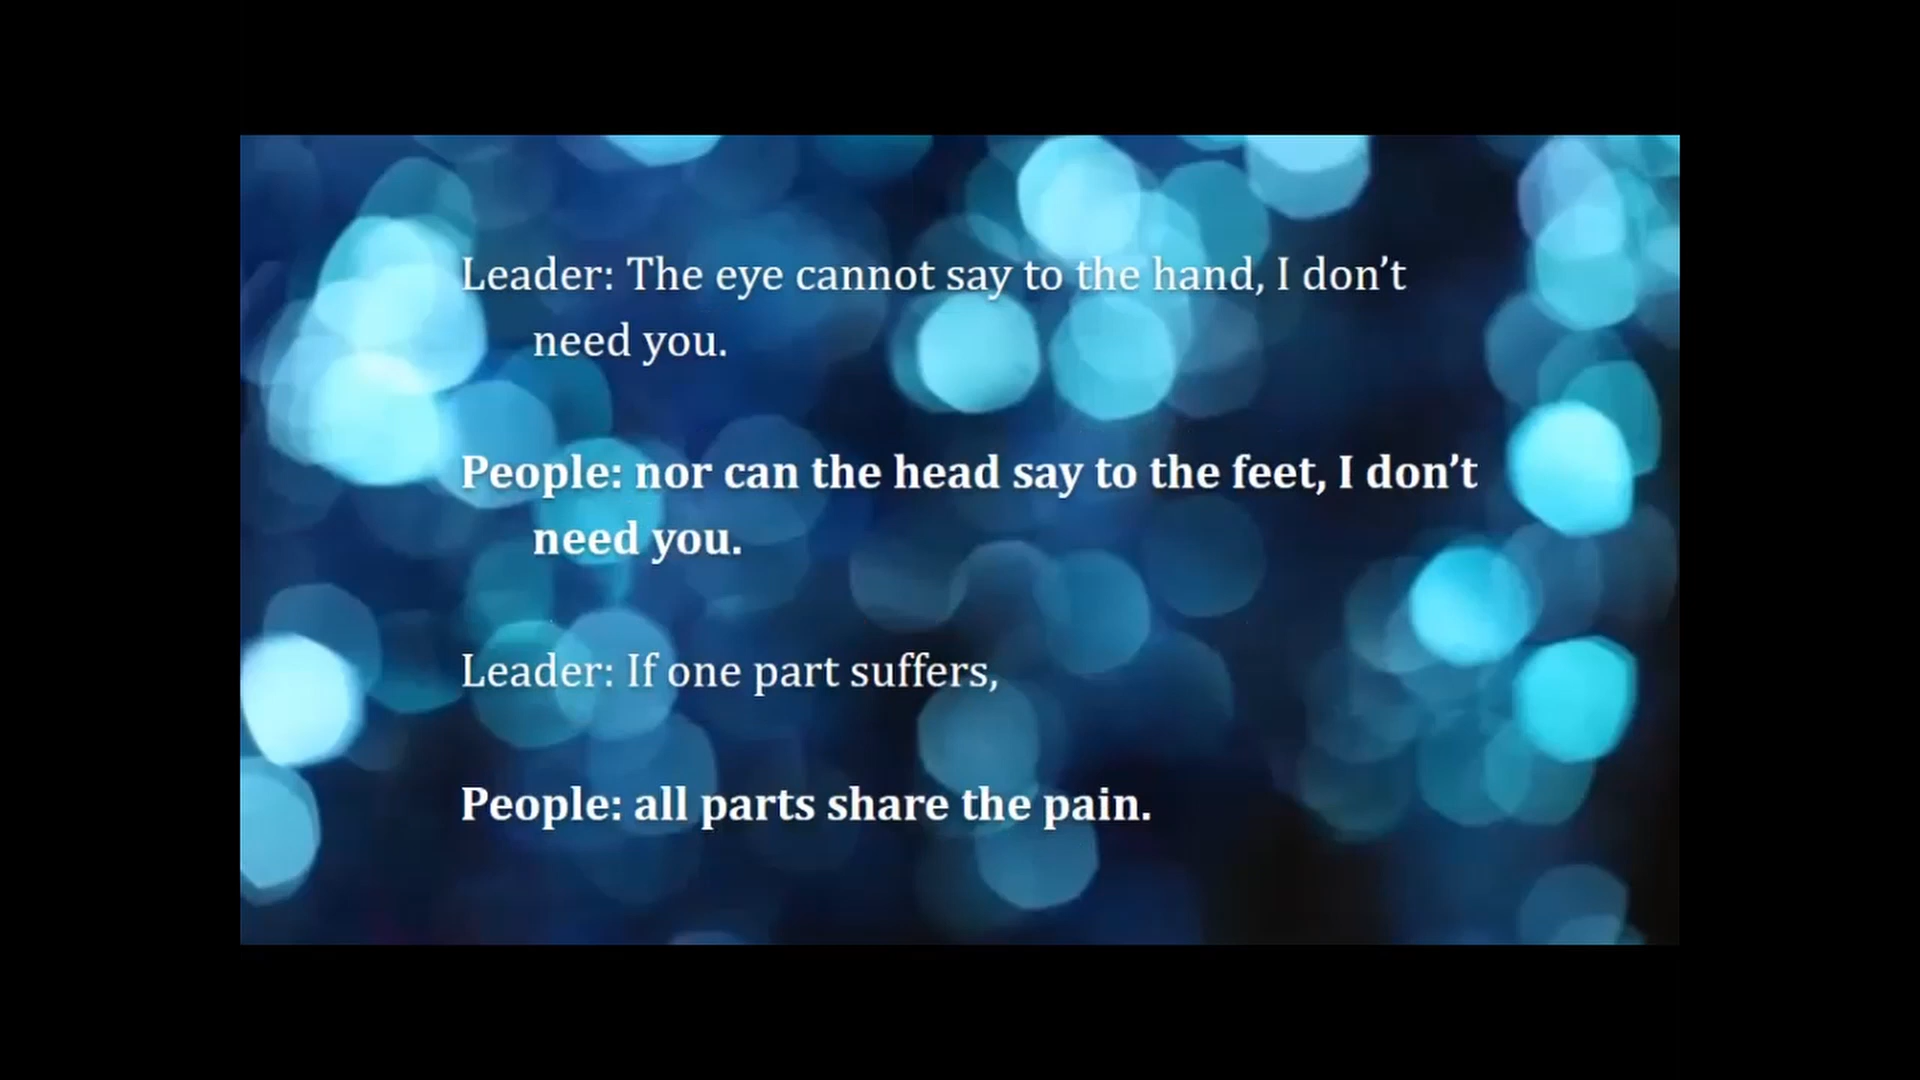 Leader: The eye cannot say to the hand, I don’t
need you.
People: nor can the head say to the feet, I don’t
need you.
Leader: If one part suffers,
People: all parts share the pain.